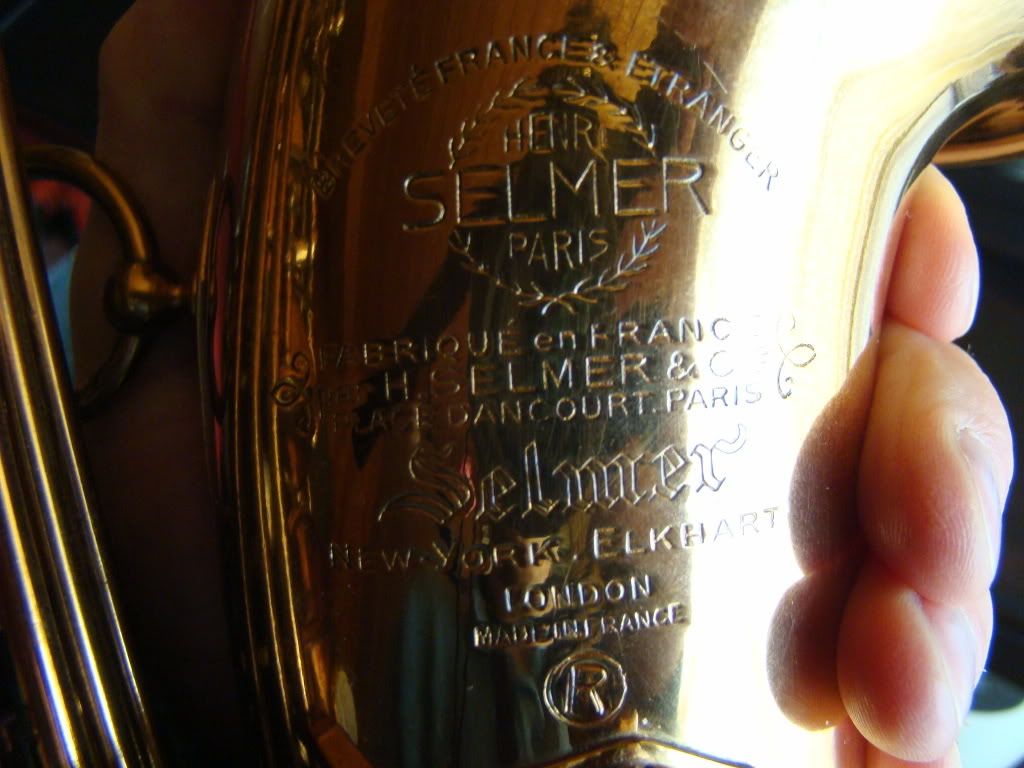 BREVETÉ FRANCE & ÉTRANGER
HENRI
SELMER
PARIS
FABRIQUÉ en FRANCE
par H. SELMER & Cie
PLACE DANCOURT. PARIS
Selmer
NEW-YORK. ELKHART
LONDON
MADE IN FRANCE
R